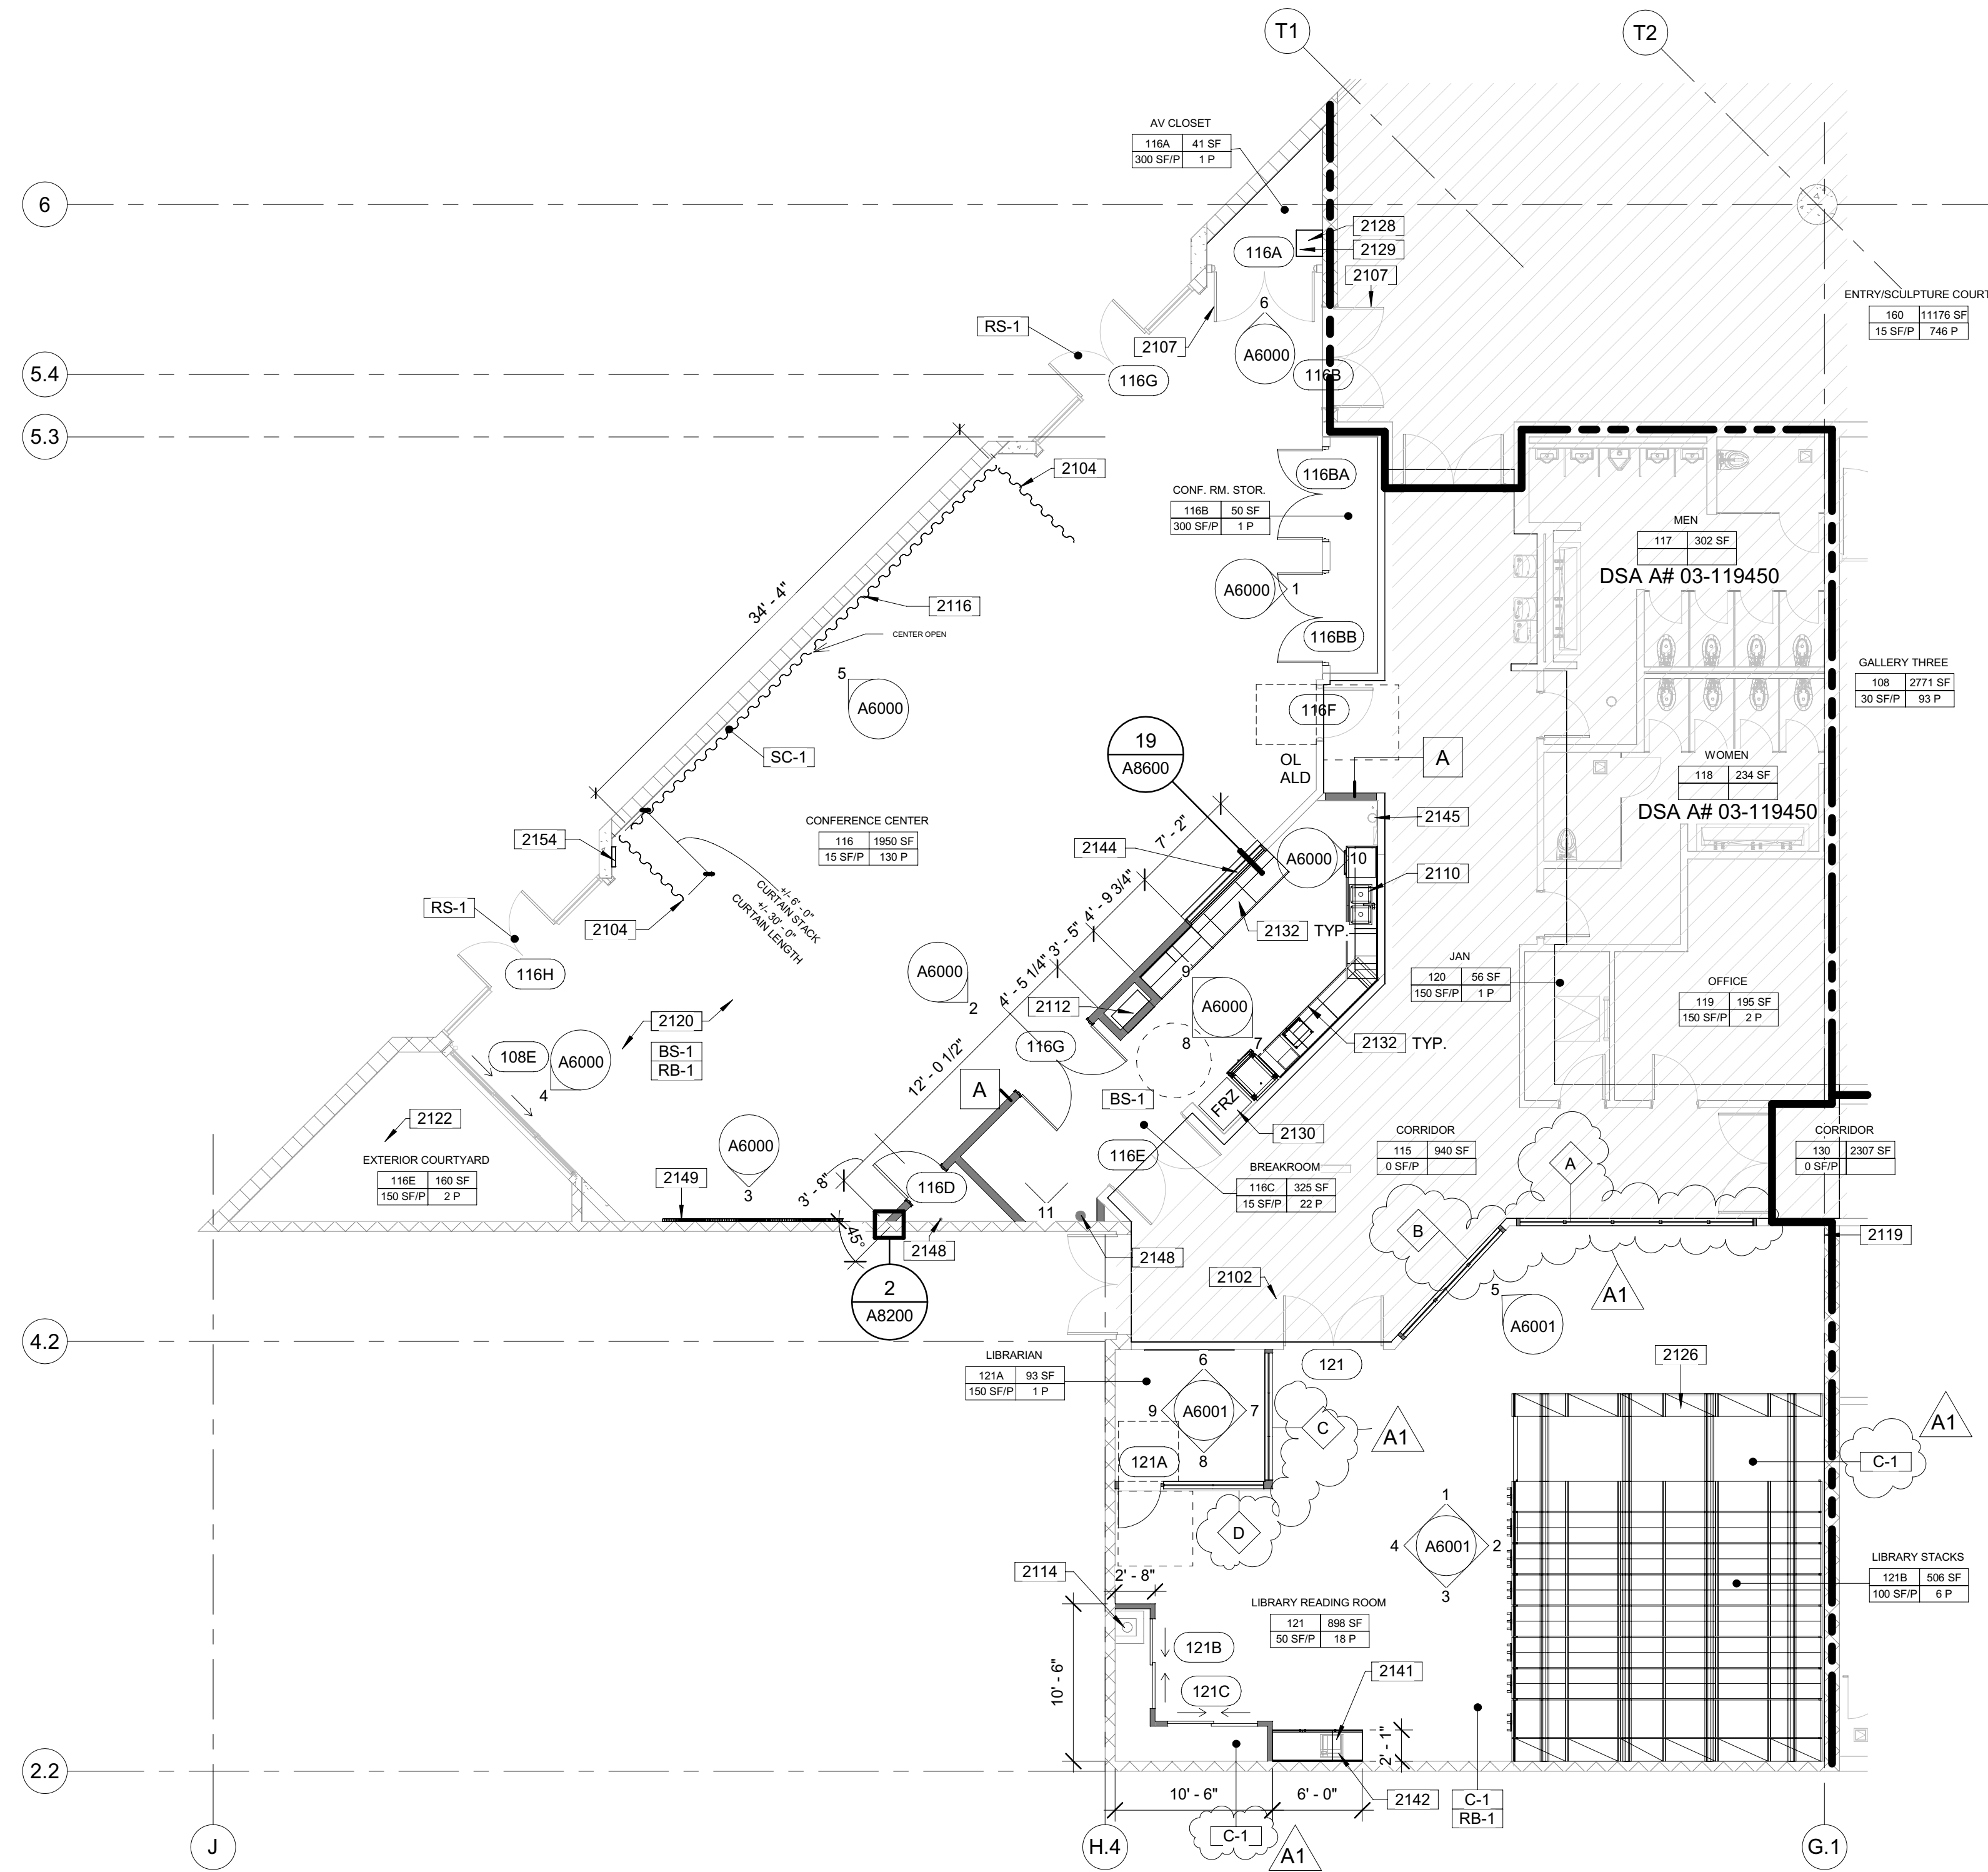 T1
T2
AV CLOSET
116A 41 SF
300 SF/P 1 P
6
2128
116A
2129
2107
6
ENTRY/SCULPTURE COURT
160 11176 SF
15 SF/P 746 P
RS-1
2107
A6000
5.4
116G
116B
5.3
2104
116BA
CONF. RM. STOR.
116B 50 SF
300 SF/P 1 P
MEN
117 302 SF
DSA A# 03-119450
34' - 4"
2116
A6000
1
CENTER OPEN
116BB
GALLERY THREE
108 2771 SF
30 SF/P 93 P
5
A6000
116F
19
A8600
SC-1
OL
ALD
A
WOMEN
118 234 SF
DSA A# 03-119450
CONFERENCE CENTER
116 1950 SF
15 SF/P 130 P
2154
7' - 2"
2145
2144
A6000
10
2110
4' - 9 3/4"
+/- 6' - 0"
CURTAIN STACK
+/- 30' - 0"
CURTAIN LENGTH
RS-1
2104
2132 TYP.
3' - 5"
JAN
120 56 SF
150 SF/P 1 P
116H
A6000
2
9
4' - 5 1/4"
2112
A6000
OFFICE
119 195 SF
150 SF/P 2 P
2120
BS-1
RB-1
116G
8
7
2132 TYP.
108E
A6000
4
12' - 0 1/2"
A
BS-1
FRZ
2122
2130
A6000
3
EXTERIOR COURTYARD
116E 160 SF
150 SF/P 2 P
116E
CORRIDOR
115 940 SF
0 SF/P
CORRIDOR
130 2307 SF
0 SF/P
A
2149
3' - 8"
116D
BREAKROOM
116C 325 SF
15 SF/P 22 P
11
B
45°
2148
2148
2119
2
A8200
2102
5
A6001
A1
4.2
LIBRARIAN
121A 93 SF
150 SF/P 1 P
6
121
2126
9
A6001
7
8
C
A1
A1
121A
C-1
D
1
4
A6001
2
3
2114
2' - 8"
LIBRARY STACKS
121B 506 SF
100 SF/P 6 P
LIBRARY READING ROOM
121 898 SF
50 SF/P 18 P
121B
10' - 6"
2141
121C
2' - 1"
2.2
10' - 6"
6' - 0"
2142
C-1
RB-1
C-1
A1
J
H.4
G.1